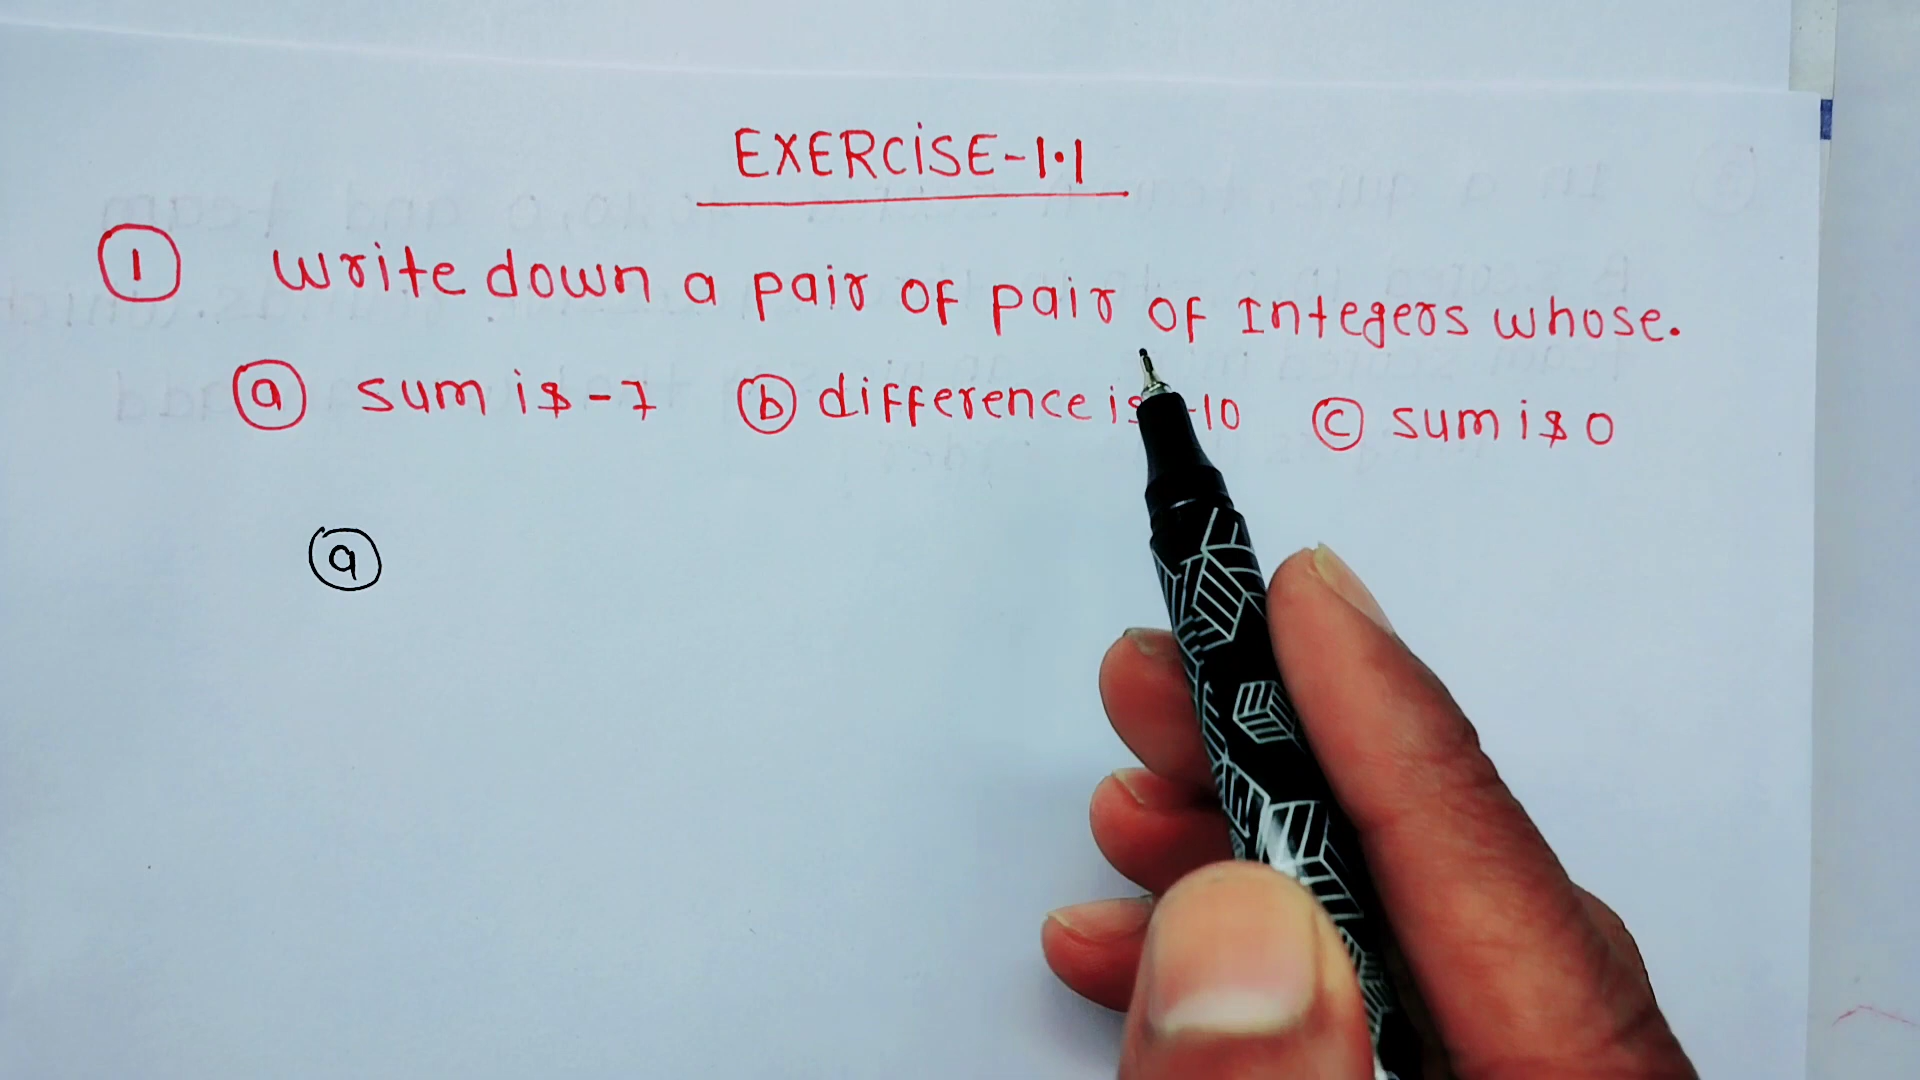 EXERCISE-1.1
1 Write down a pair of pair of Integers whose.
a sum is -7 b difference is -10 c sum is 0
a